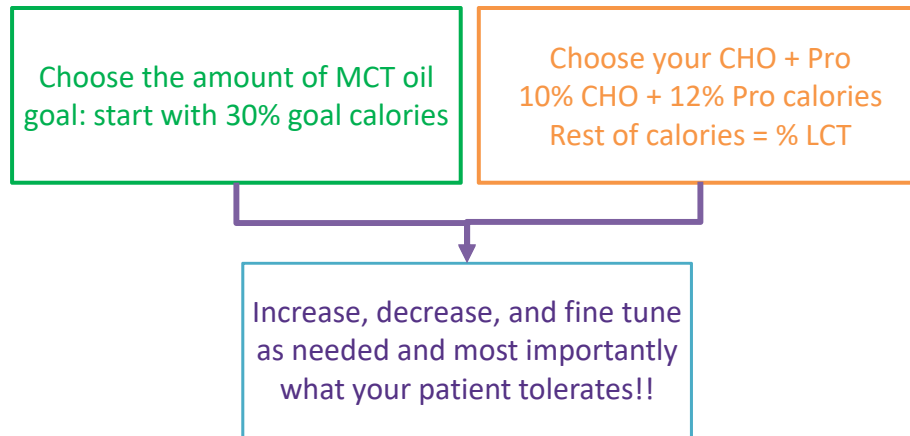 Choose the amount of MCT oil
goal: start with 30% goal calories
Choose your CHO + Pro
10% CHO + 12% Pro calories
Rest of calories = % LCT
Increase, decrease, and fine tune
as needed and most importantly
what your patient tolerates!!